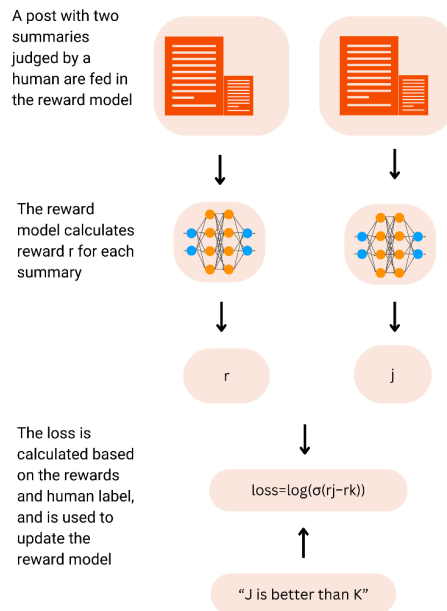 A post with two
summaries
judged by a
human are fed in
the reward model
The reward
model calculates
reward r for each
summary
r
j
The loss is
calculated based
on the rewards
and human label,
and is used to
update the
reward model
loss=log(σ(rj−rk))
“J is better than K”